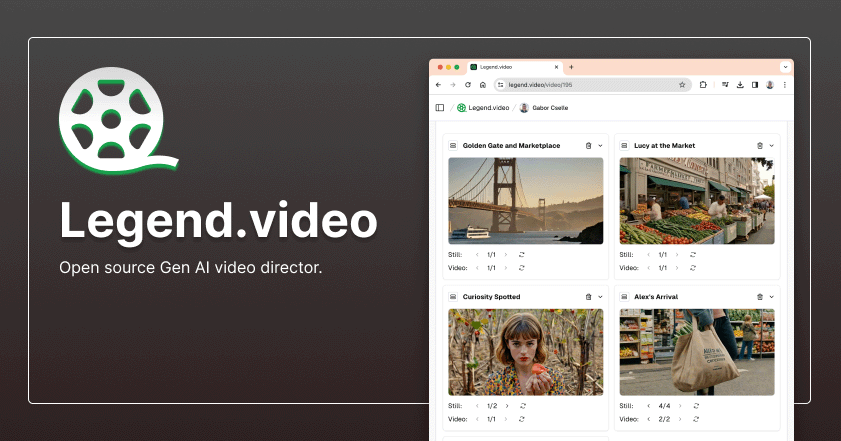 Legend.video
Open source Gen AI video director.
Legend.video
legend.video/video/195
Legend.video / Gabor Cselle
Golden Gate and Marketplace
Still: 1/1
Video: 1/1
Lucy at the Market
Still: 1/1
Video: 1/1
Curiosity Spotted
Still: 1/2
Video: 1/1
Alex's Arrival
Still: 4/4
Video: 2/2